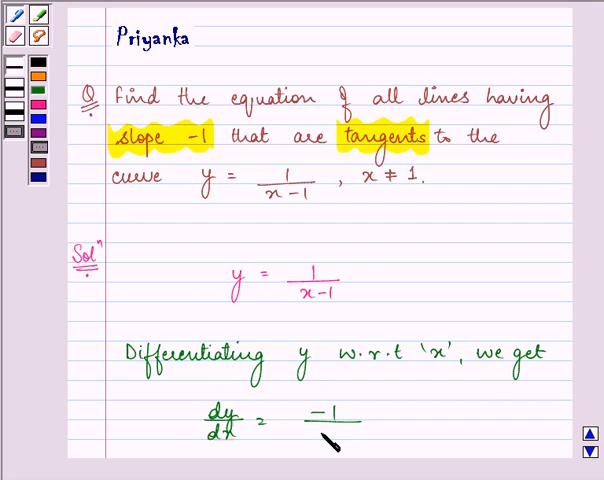 Priyanka
Q Find the equation of all lines having
slope -1 that are tangents to the
curve y = 1/(x-1), x ≠ 1.
Solⁿ
y = 1/(x-1)
Differentiating y w.r.t 'x', we get
dy/dx = -1/